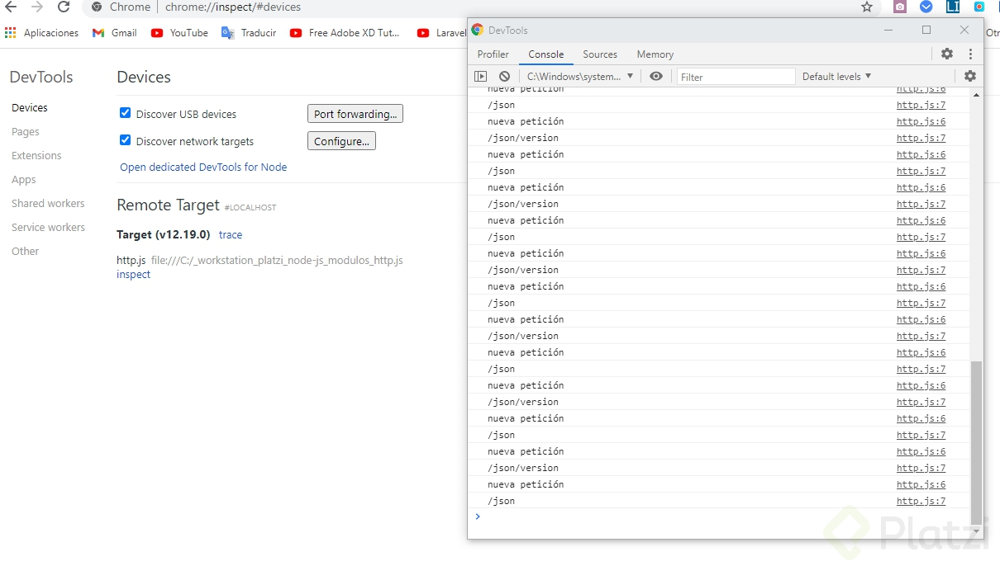 Chrome chrome://inspect/#devices
Aplicaciones Gmail YouTube Traducir Free Adobe XD Tut... Laravel Otr
DevTools
Devices
Pages
Extensions
Apps
Shared workers
Service workers
Other
Devices
Discover USB devices Port forwarding...
Discover network targets Configure...
Open dedicated DevTools for Node
Remote Target #LOCALHOST
Target (v12.19.0) trace
http.js file:///C:/_workstation_platzi_node-js_modulos_http.js
inspect
DevTools
Profiler Console Sources Memory
C:\Windows\system... Filter Default levels
nueva petición http.js:6
/json http.js:7
nueva petición http.js:6
/json/version http.js:7
nueva petición http.js:6
/json http.js:7
nueva petición http.js:6
/json/version http.js:7
nueva petición http.js:6
/json http.js:7
nueva petición http.js:6
/json/version http.js:7
nueva petición http.js:6
/json http.js:7
nueva petición http.js:6
/json/version http.js:7
nueva petición http.js:6
/json http.js:7
nueva petición http.js:6
/json/version http.js:7
nueva petición http.js:6
/json http.js:7
nueva petición http.js:6
/json/version http.js:7
nueva petición http.js:6
/json http.js:7
Platzi